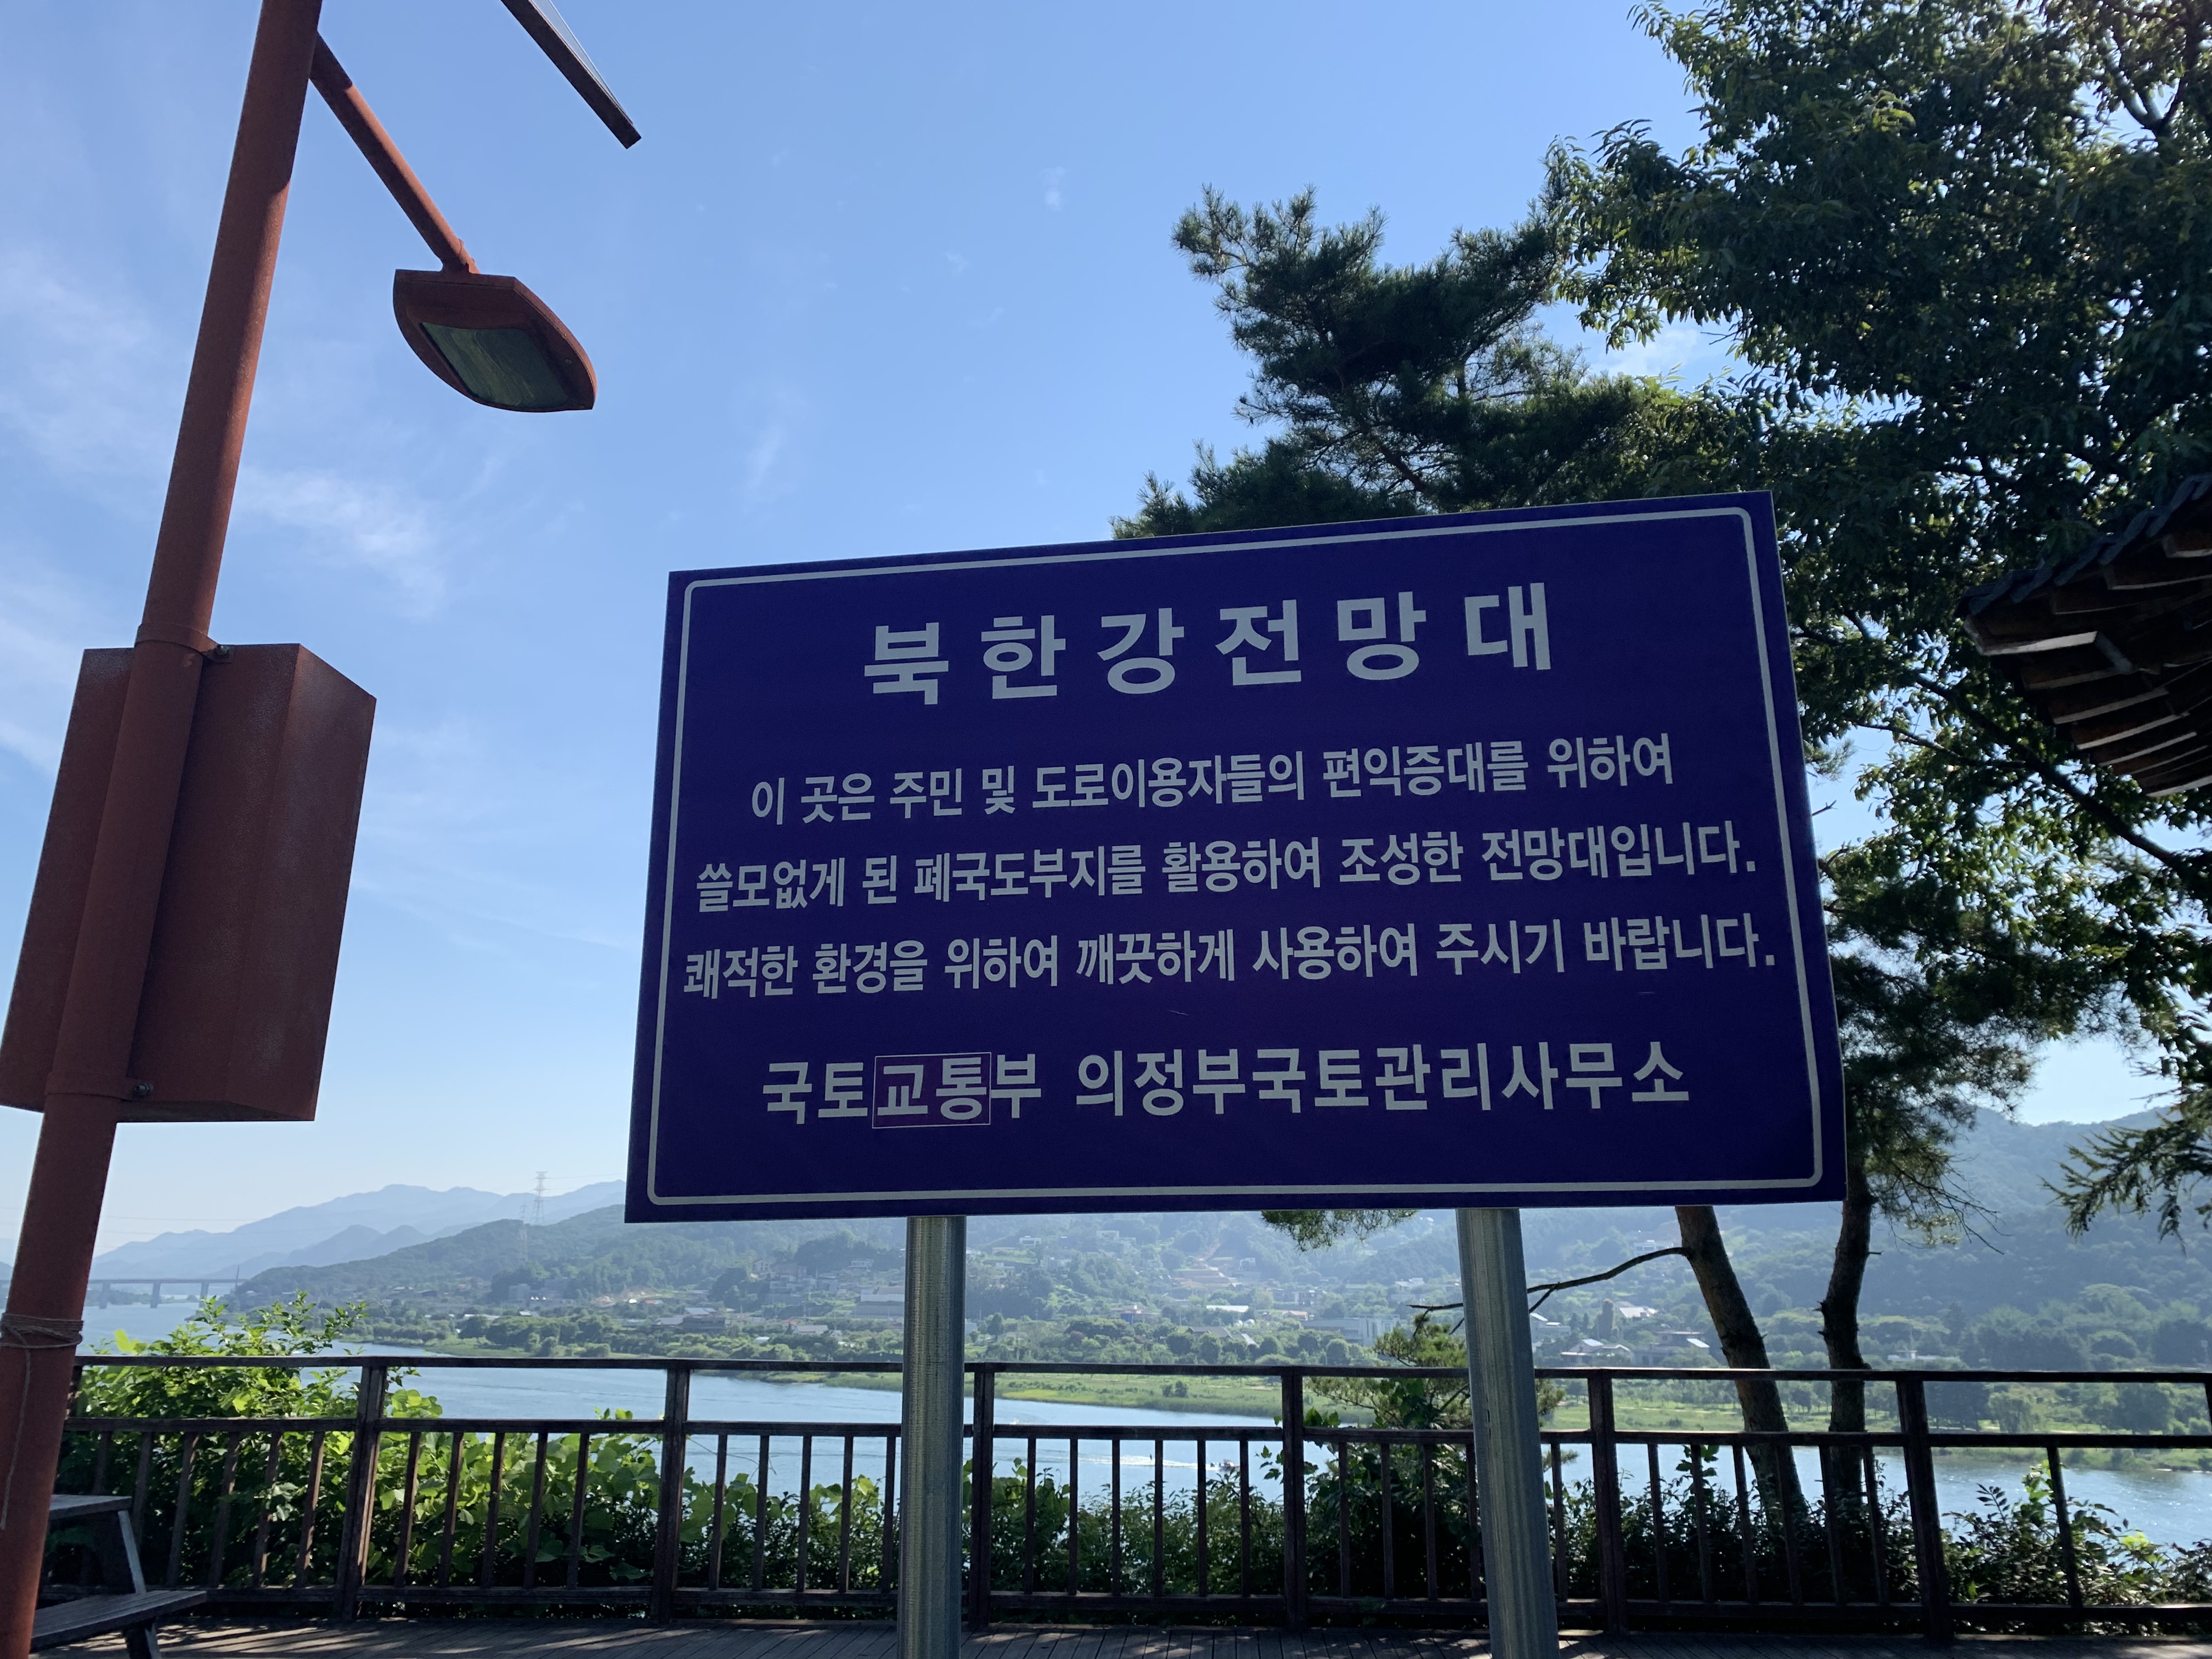 북한강전망대
이 곳은 주민 및 도로이용자들의 편익증대를 위하여
쓸모없게 된 폐국도부지를 활용하여 조성한 전망대입니다.
쾌적한 환경을 위하여 깨끗하게 사용하여 주시기 바랍니다.
국토교통부 의정부국토관리사무소